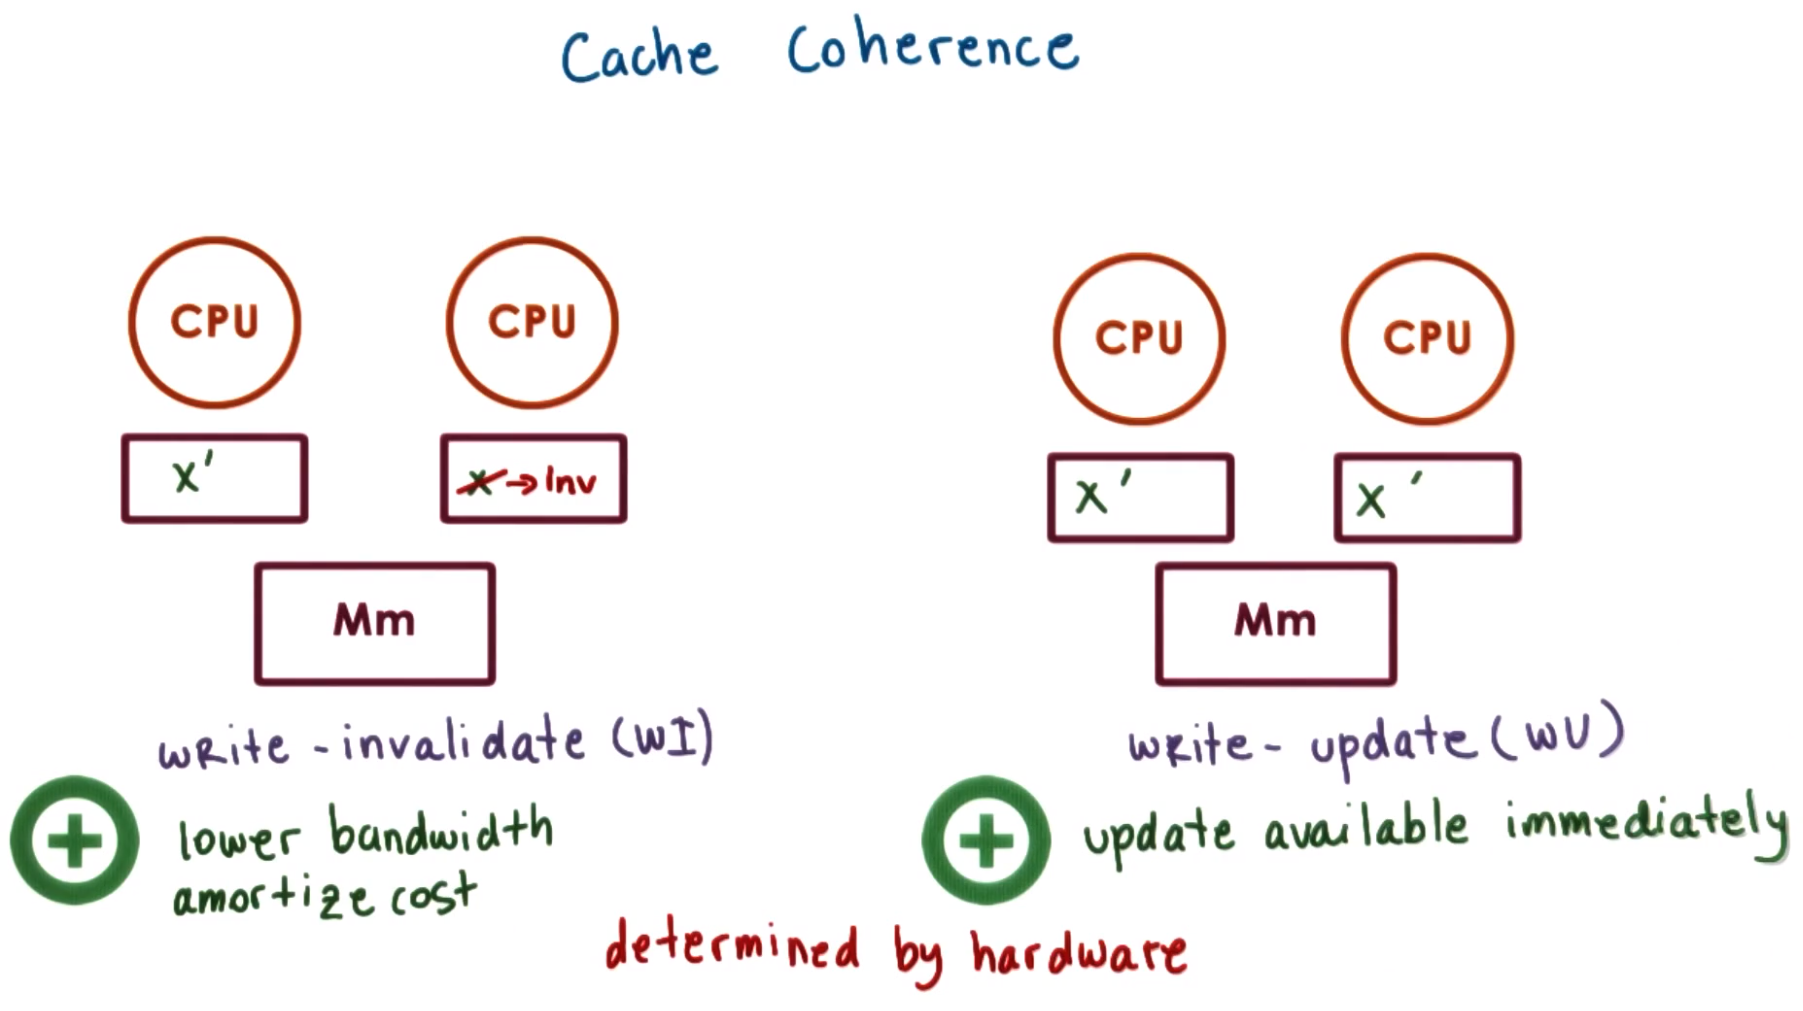 Cache Coherence
CPU CPU
X' x → Inv
Mm
write-invalidate (WI)
lower bandwidth
amortize cost
CPU CPU
X' X'
Mm
write-update (WU)
update available immediately
determined by hardware